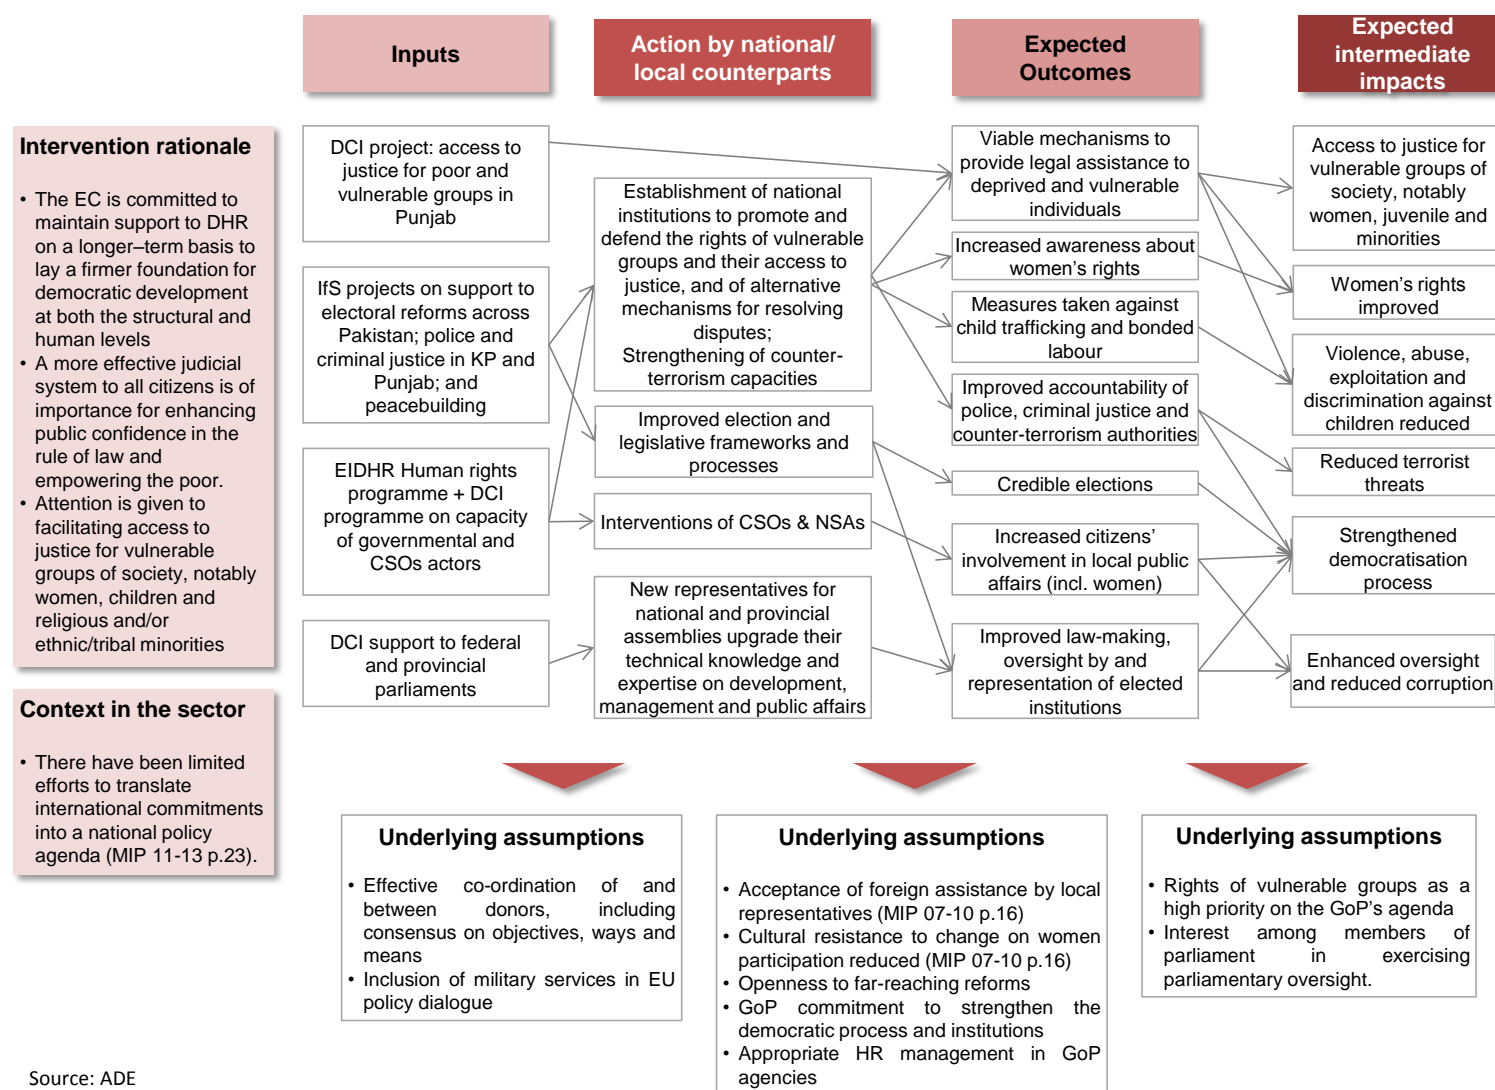 Inputs
Action by national/
local counterparts
Expected
Outcomes
Expected
intermediate
impacts
Intervention rationale
• The EC is committed to
maintain support to DHR
on a longer–term basis to
lay a firmer foundation for
democratic development
at both the structural and
human levels
• A more effective judicial
system to all citizens is of
importance for enhancing
public confidence in the
rule of law and
empowering the poor.
• Attention is given to
facilitating access to
justice for vulnerable
groups of society, notably
women, children and
religious and/or
ethnic/tribal minorities
Context in the sector
• There have been limited
efforts to translate
international commitments
into a national policy
agenda (MIP 11-13 p.23).
DCI project: access to
justice for poor and
vulnerable groups in
Punjab
IfS projects on support to
electoral reforms across
Pakistan; police and
criminal justice in KP and
Punjab; and
peacebuilding
EIDHR Human rights
programme + DCI
programme on capacity
of governmental and
CSOs actors
DCI support to federal
and provincial
parliaments
Establishment of national
institutions to promote and
defend the rights of vulnerable
groups and their access to
justice, and of alternative
mechanisms for resolving
disputes;
Strengthening of counter-
terrorism capacities
Improved election and
legislative frameworks and
processes
Interventions of CSOs & NSAs
New representatives for
national and provincial
assemblies upgrade their
technical knowledge and
expertise on development,
management and public affairs
Viable mechanisms to
provide legal assistance to
deprived and vulnerable
individuals
Increased awareness about
women's rights
Measures taken against
child trafficking and bonded
labour
Improved accountability of
police, criminal justice and
counter-terrorism authorities
Credible elections
Increased citizens'
involvement in local public
affairs (incl. women)
Improved law-making,
oversight by and
representation of elected
institutions
Access to justice for
vulnerable groups of
society, notably
women, juvenile and
minorities
Women's rights
improved
Violence, abuse,
exploitation and
discrimination against
children reduced
Reduced terrorist
threats
Strengthened
democratisation
process
Enhanced oversight
and reduced corruption
Underlying assumptions
• Effective co-ordination of and
between donors, including
consensus on objectives, ways and
means
• Inclusion of military services in EU
policy dialogue
Underlying assumptions
• Acceptance of foreign assistance by local
representatives (MIP 07-10 p.16)
• Cultural resistance to change on women
participation reduced (MIP 07-10 p.16)
• Openness to far-reaching reforms
• GoP commitment to strengthen the
democratic process and institutions
• Appropriate HR management in GoP
agencies
Underlying assumptions
• Rights of vulnerable groups as a
high priority on the GoP's agenda
• Interest among members of
parliament in exercising
parliamentary oversight.
Source: ADE